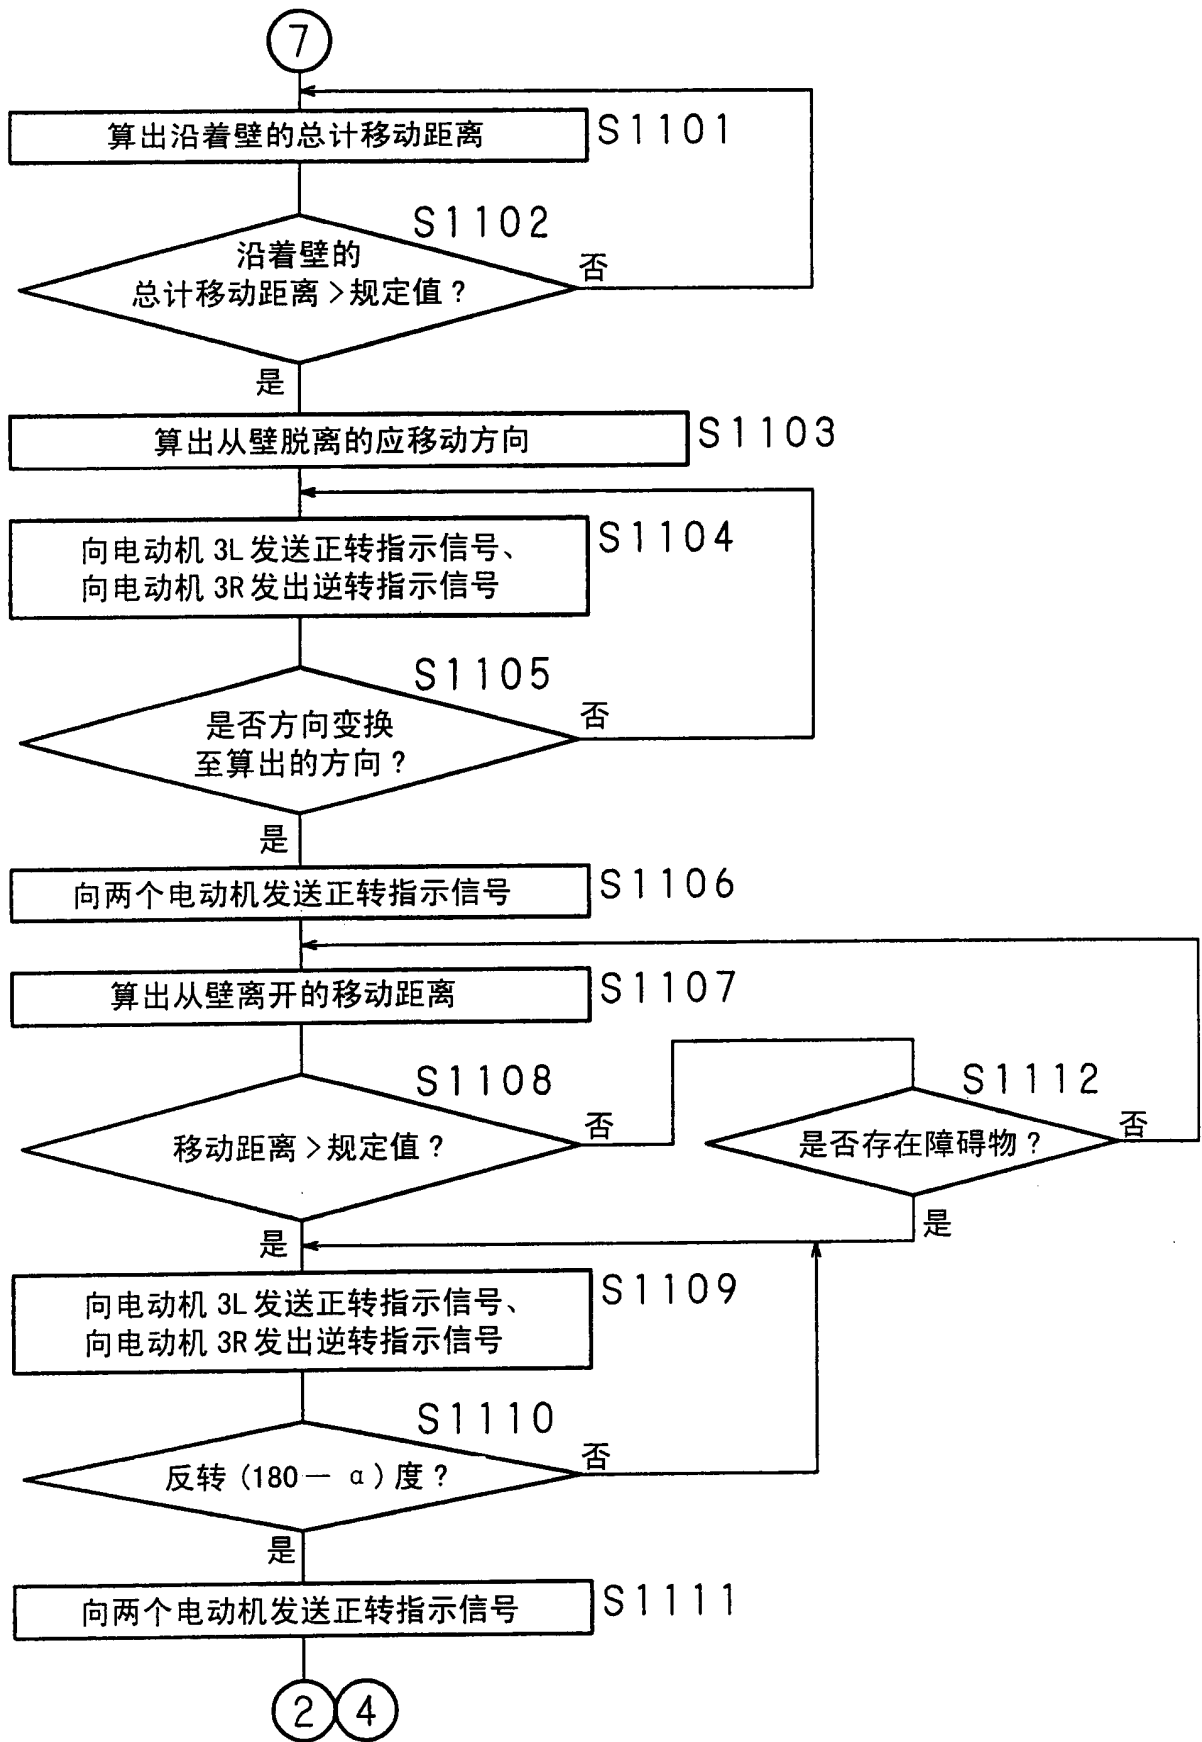 7
算出沿着壁的总计移动距离
S1101
S1102
沿着壁的
总计移动距离>规定值?
否
是
算出从壁脱离的应移动方向
S1103
向电动机 3L 发送正转指示信号、
向电动机 3R 发出逆转指示信号
S1104
S1105
是否方向变换
至算出的方向?
否
是
向两个电动机发送正转指示信号
S1106
算出从壁离开的移动距离
S1107
S1108
移动距离>规定值?
否
是
S1112
是否存在障碍物?
否
是
向电动机 3L 发送正转指示信号、
向电动机 3R 发出逆转指示信号
S1109
S1110
反转(180-α)度?
否
是
向两个电动机发送正转指示信号
S1111
2 4